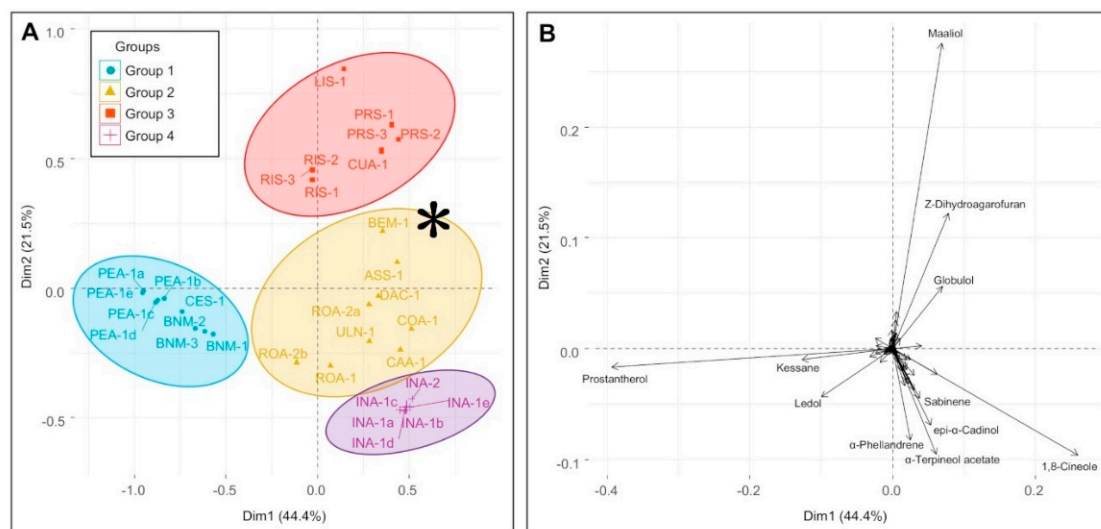 A
Groups
Group 1
Group 2
Group 3
Group 4
1.0
0.5
0.0
-0.5
Dim2 (21.5%)
LIS-1
PRS-1
PRS-3 PRS-2
RIS-2 CUA-1
RIS-3
RIS-1
*
BEM-1
ASS-1
DAC-1
ROA-2a
COA-1
ULN-1
ROA-2b CAA-1
ROA-1
PEA-1a
PEA-1b
PEA-1e CES-1
PEA-1c
BNM-2
PEA-1d
BNM-3 BNM-1
INA-2
INA-1c INA-1e
INA-1a INA-1b
INA-1d
-1.0 -0.5 0.0 0.5
Dim1 (44.4%)
B
Maaliol
0.2
Z-Dihydroagarofuran
0.1
Globulol
Dim2 (21.5%)
0.0
Kessane
Prostantherol
Ledol
Sabinene
epi-α-Cadinol
α-Phellandrene
α-Terpineol acetate
1,8-Cineole
-0.1
-0.4 -0.2 0.0 0.2
Dim1 (44.4%)